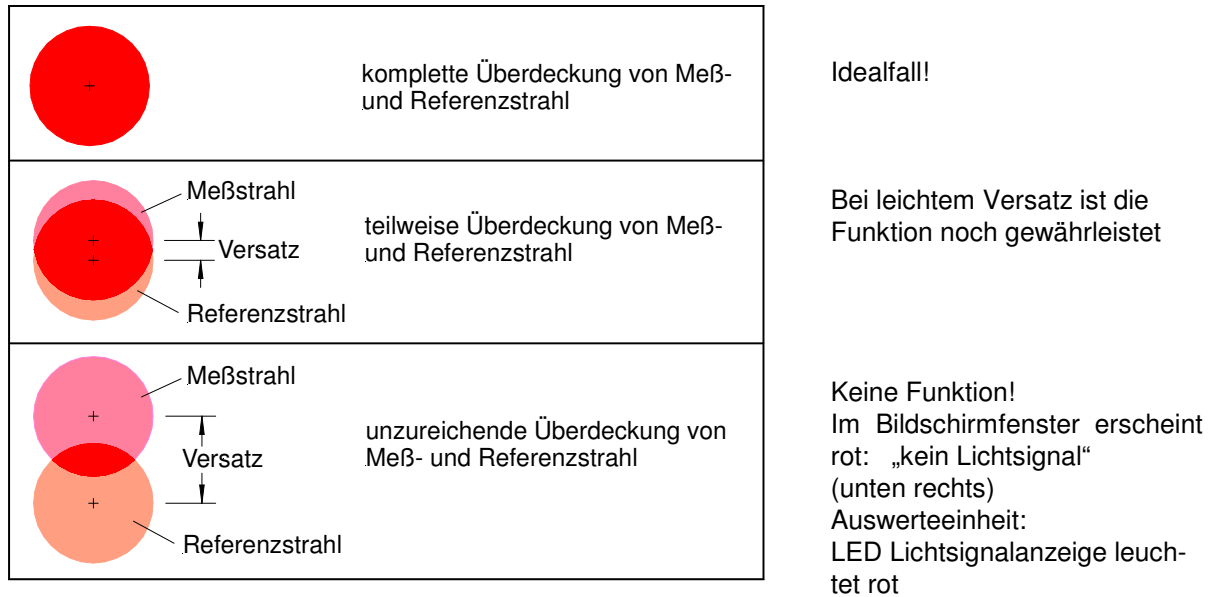 komplette Überdeckung von Meß-
und Referenzstrahl
Idealfall!
Meßstrahl
Versatz
Referenzstrahl
teilweise Überdeckung von Meß-
und Referenzstrahl
Bei leichtem Versatz ist die
Funktion noch gewährleistet
Meßstrahl
Versatz
Referenzstrahl
unzureichende Überdeckung von
Meß- und Referenzstrahl
Keine Funktion!
Im Bildschirmfenster erscheint
rot: „kein Lichtsignal“
(unten rechts)
Auswerteeinheit:
LED Lichtsignalanzeige leuch-
tet rot